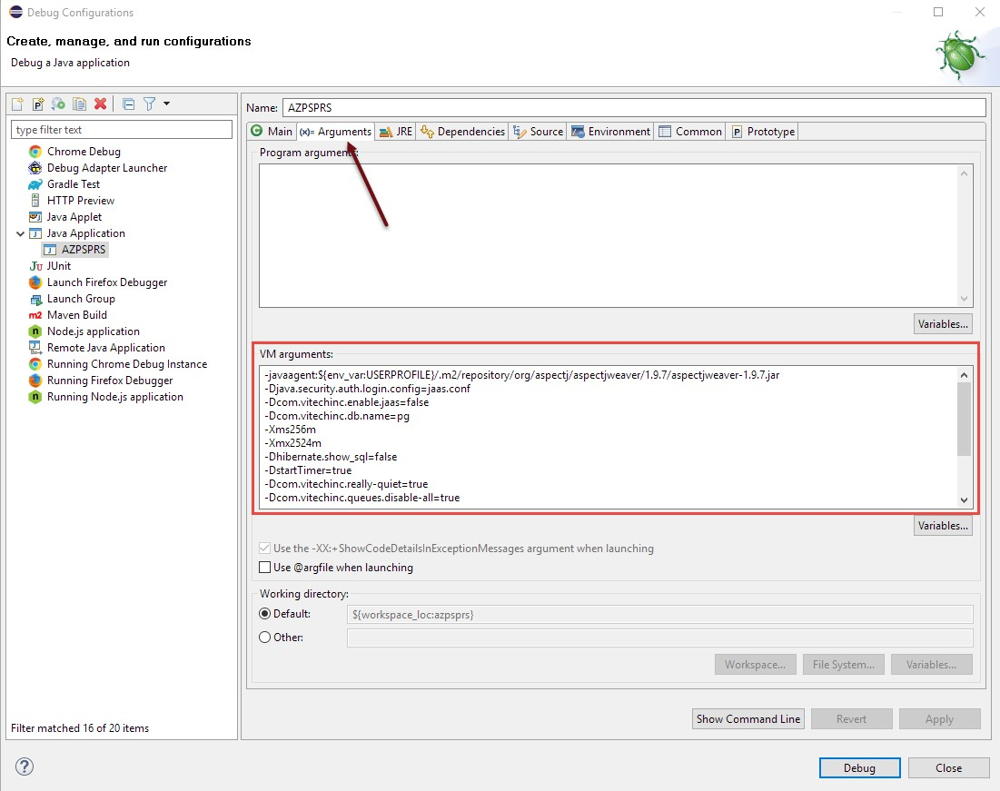 Debug Configurations
Create, manage, and run configurations
Debug a Java application
type filter text
Chrome Debug
Debug Adapter Launcher
Gradle Test
HTTP Preview
Java Applet
Java Application
AZPSPRS
JUnit
Launch Firefox Debugger
Launch Group
Maven Build
Node.js application
Remote Java Application
Running Chrome Debug Instance
Running Firefox Debugger
Running Node.js application
Filter matched 16 of 20 items
Name: AZPSPRS
Main (x)= Arguments JRE Dependencies Source Environment Common Prototype
Program arguments:
Variables...
VM arguments:
-javaagent:${env_var:USERPROFILE}/.m2/repository/org/aspectj/aspectjweaver/1.9.7/aspectjweaver-1.9.7.jar
-Djava.security.auth.login.config=jaas.conf
-Dcom.vitechinc.enable.jaas=false
-Dcom.vitechinc.db.name=pg
-Xms256m
-Xmx2524m
-Dhibernate.show_sql=false
-DstartTimer=true
-Dcom.vitechinc.really-quiet=true
-Dcom.vitechinc.queues.disable-all=true
Variables...
Use the -XX:+ShowCodeDetailsInExceptionMessages argument when launching
Use @argfile when launching
Working directory:
Default: ${workspace_loc:azpsprs}
Other:
Workspace... File System... Variables...
Show Command Line Revert Apply
Debug Close